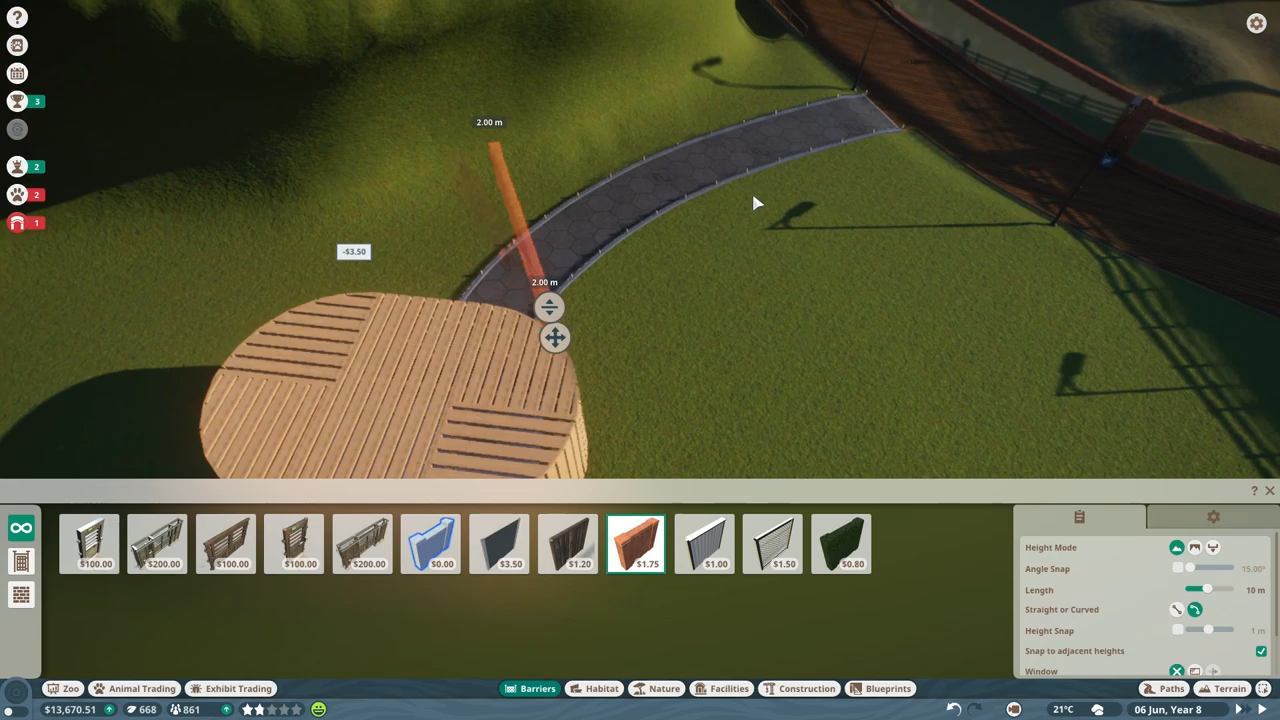 ?
3
2
2
1
2.00 m
-$3.50
2.00 m
? ×
$100.00 $200.00 $100.00 $100.00 $200.00 $0.00 $3.50 $1.20 $1.75 $1.00 $1.50 $0.80
Height Mode
Angle Snap 15.00°
Length 10 m
Straight or Curved
Height Snap 1 m
Snap to adjacent heights
Window
Zoo Animal Trading Exhibit Trading Barriers Habitat Nature Facilities Construction Blueprints Paths Terrain
$13,670.51 668 861 21°C 06 Jun, Year 8